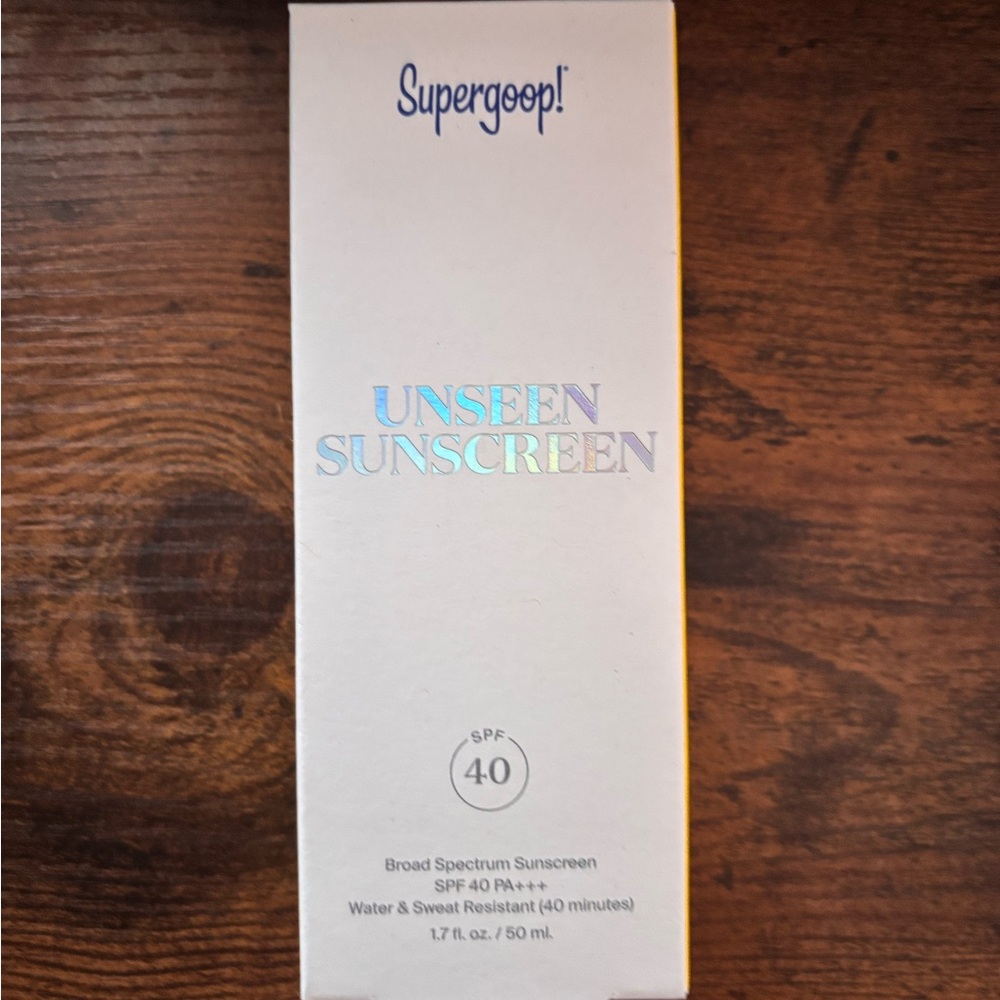 Supergoop!
UNSEEN
SUNSCREEN
SPF
40
Broad Spectrum Sunscreen
SPF 40 PA+++
Water & Sweat Resistant (40 minutes)
1.7 fl. oz. / 50 ml.